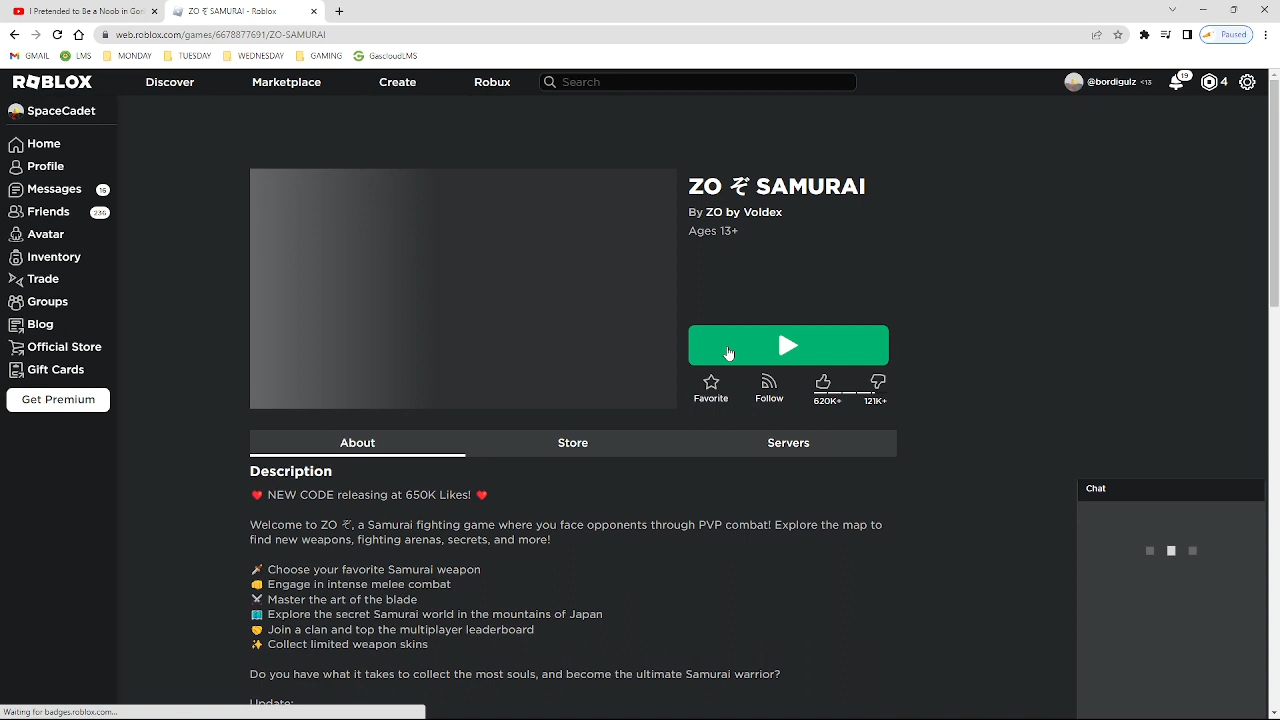 I Pretended to Be a Noob in Gori
ZO ぞ SAMURAI - Roblox
web.roblox.com/games/6678877691/ZO-SAMURAI
Paused
GMAIL
LMS
MONDAY
TUESDAY
WEDNESDAY
GAMING
GascloudLMS
ROBLOX
Discover
Marketplace
Create
Robux
Search
@bordigulz <13
19
4
SpaceCadet
Home
Profile
Messages 15
Friends 236
Avatar
Inventory
Trade
Groups
Blog
Official Store
Gift Cards
Get Premium
ZO ぞ SAMURAI
By ZO by Voldex
Ages 13+
Favorite
Follow
620K+
121K+
About
Store
Servers
Description
❤️ NEW CODE releasing at 650K Likes! ❤️
Welcome to ZO ぞ, a Samurai fighting game where you face opponents through PVP combat! Explore the map to
find new weapons, fighting arenas, secrets, and more!
🗡️ Choose your favorite Samurai weapon
👊 Engage in intense melee combat
⚔️ Master the art of the blade
🗺️ Explore the secret Samurai world in the mountains of Japan
🤝 Join a clan and top the multiplayer leaderboard
✨ Collect limited weapon skins
Do you have what it takes to collect the most souls, and become the ultimate Samurai warrior?
Update:
Chat
Waiting for badges.roblox.com...